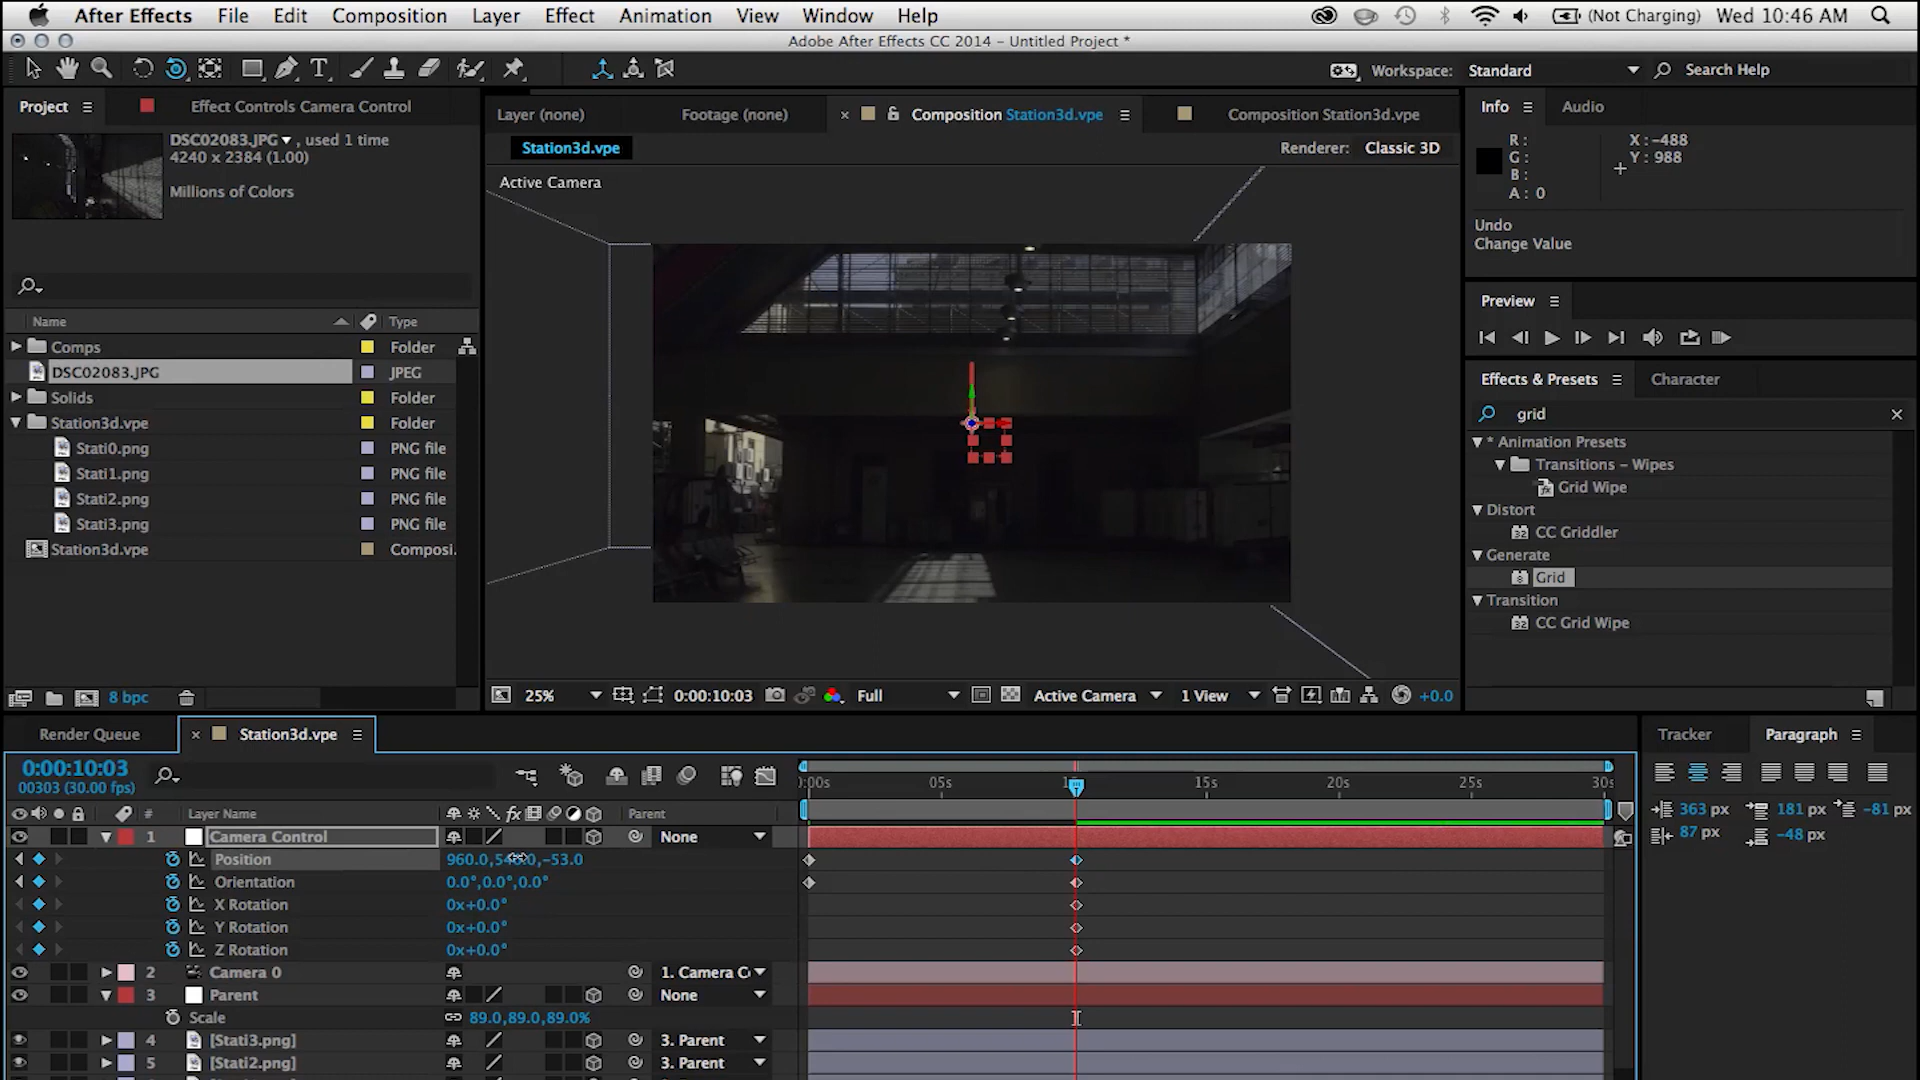 After Effects File Edit Composition Layer Effect Animation View Window Help (Not Charging) Wed 10:46 AM
Adobe After Effects CC 2014 - Untitled Project *
Workspace: Standard Search Help
Project Effect Controls Camera Control
DSC02083.JPG, used 1 time
4240 x 2384 (1.00)
Millions of Colors
Name Type
Comps Folder
DSC02083.JPG JPEG
Solids Folder
Station3d.vpe Folder
Stati0.png PNG file
Stati1.png PNG file
Stati2.png PNG file
Stati3.png PNG file
Station3d.vpe Composi.
8 bpc
Layer (none) Footage (none) × Composition Station3d.vpe Composition Station3d.vpe
Station3d.vpe Renderer: Classic 3D
Active Camera
25% 0:00:10:03 Full Active Camera 1 View +0.0
Info Audio
R: X: -488
G: Y: 988
B:
A: 0
Undo
Change Value
Preview
Effects & Presets Character
grid
* Animation Presets
Transitions – Wipes
Grid Wipe
Distort
CC Griddler
Generate
Grid
Transition
CC Grid Wipe
Render Queue × Station3d.vpe
0:00:10:03
00303 (30.00 fps)
:00s 05s 15s 20s 25s 30s
# Layer Name Parent
1 Camera Control None
Position 960.0, -53.0
Orientation 0.0°,0.0°,0.0°
X Rotation 0x+0.0°
Y Rotation 0x+0.0°
Z Rotation 0x+0.0°
2 Camera 0 1. Camera C
3 Parent None
Scale 89.0,89.0,89.0%
4 [Stati3.png] 3. Parent
5 [Stati2.png] 3. Parent
Tracker Paragraph
363 px 181 px -81 px
87 px -48 px